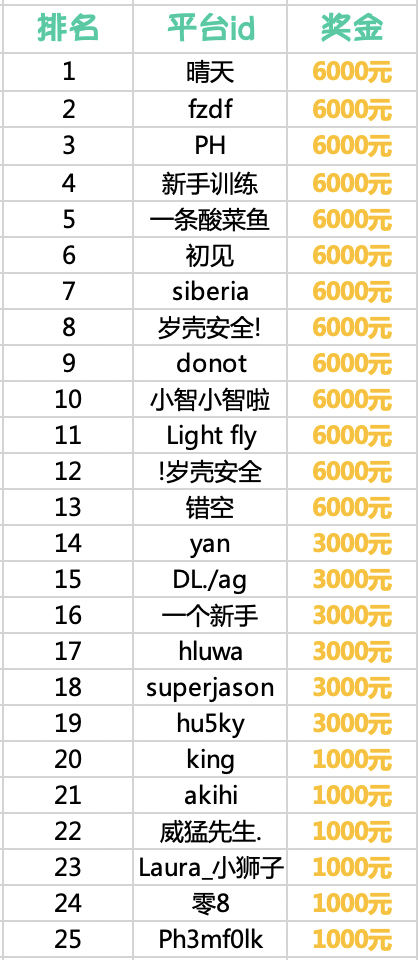 排名 平台id 奖金
1 晴天 6000元
2 fzdf 6000元
3 PH 6000元
4 新手训练 6000元
5 一条酸菜鱼 6000元
6 初见 6000元
7 siberia 6000元
8 岁壳安全! 6000元
9 donot 6000元
10 小智小智啦 6000元
11 Light fly 6000元
12 !岁壳安全 6000元
13 错空 6000元
14 yan 3000元
15 DL./ag 3000元
16 一个新手 3000元
17 hluwa 3000元
18 superjason 3000元
19 hu5ky 3000元
20 king 1000元
21 akihi 1000元
22 威猛先生. 1000元
23 Laura_小狮子 1000元
24 零8 1000元
25 Ph3mf0lk 1000元